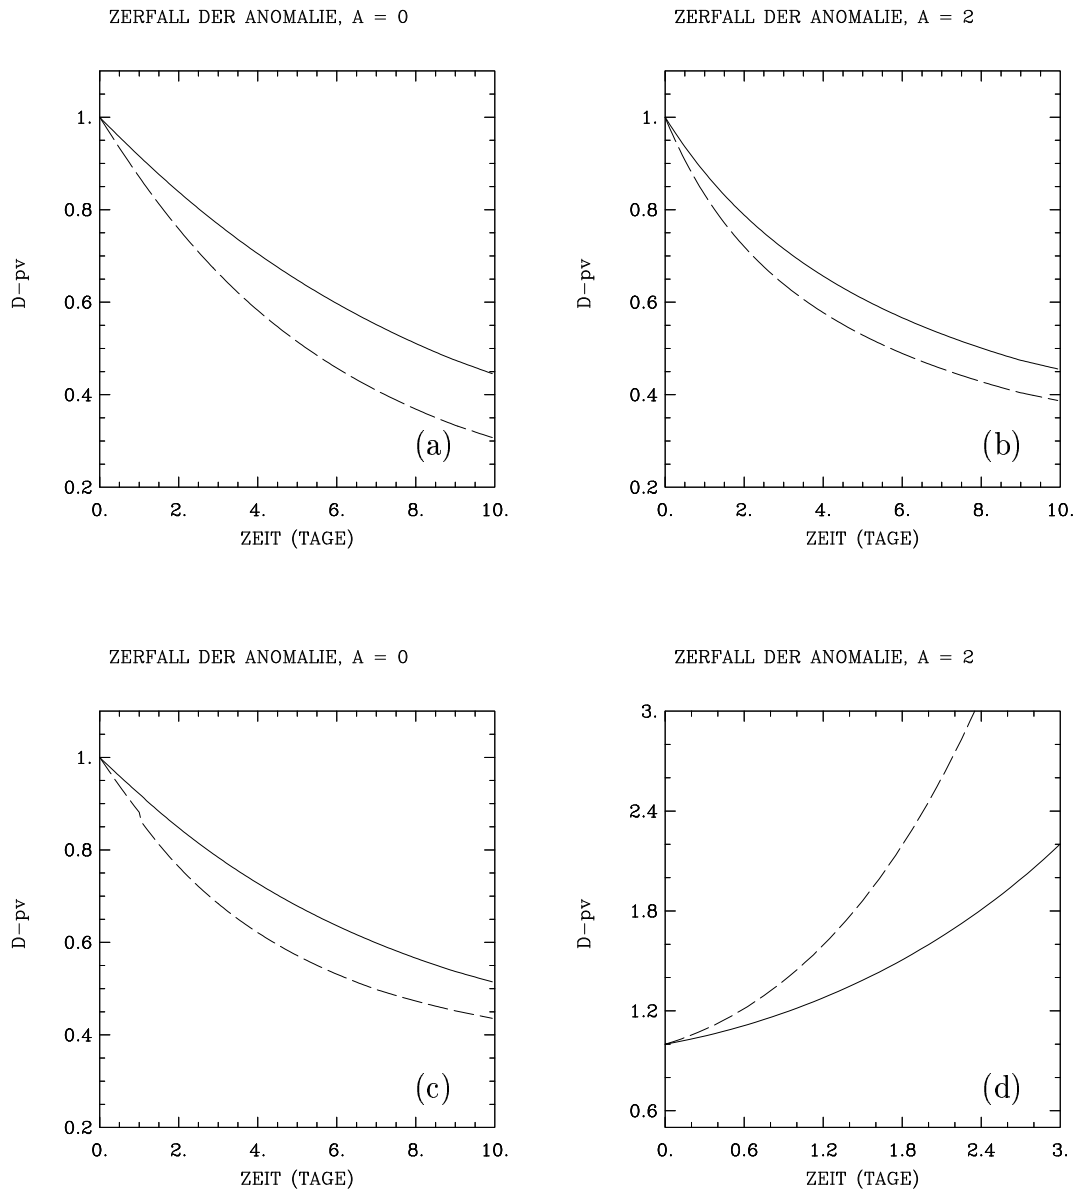 ZERFALL DER ANOMALIE, A = 0
1.
0.8
0.6
0.4
0.2
D-pv
(a)
0. 2. 4. 6. 8. 10.
ZEIT (TAGE)
ZERFALL DER ANOMALIE, A = 2
1.
0.8
0.6
0.4
0.2
D-pv
(b)
0. 2. 4. 6. 8. 10.
ZEIT (TAGE)
ZERFALL DER ANOMALIE, A = 0
1.
0.8
0.6
0.4
0.2
D-pv
(c)
0. 2. 4. 6. 8. 10.
ZEIT (TAGE)
ZERFALL DER ANOMALIE, A = 2
3.
2.4
1.8
1.2
0.6
D-pv
(d)
0. 0.6 1.2 1.8 2.4 3.
ZEIT (TAGE)